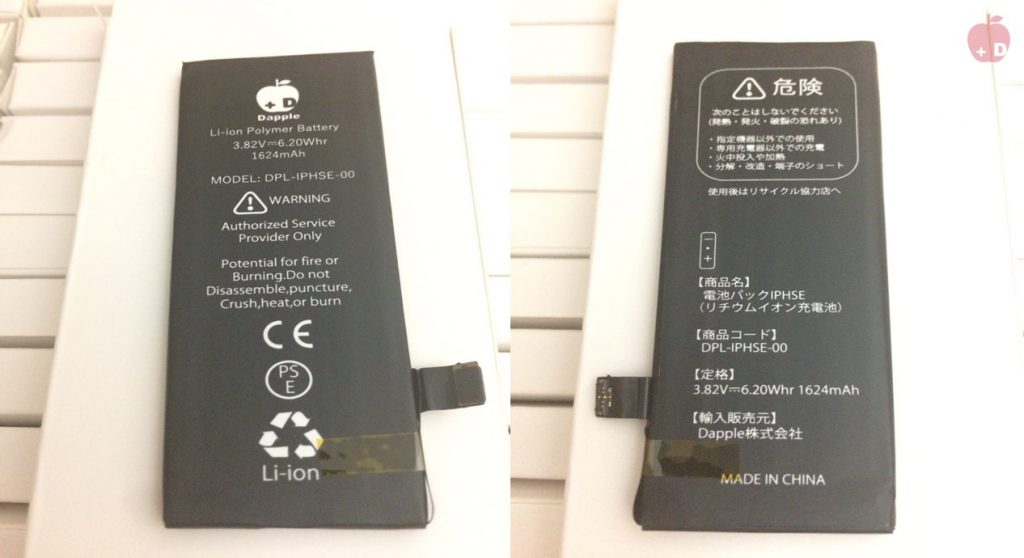 + D
Dapple
Li-ion Polymer Battery
3.82V⎓6.20Whr
1624mAh
MODEL: DPL-IPHSE-00
WARNING
Authorized Service
Provider Only
Potential for fire or
Burning.Do not
Disassemble,puncture,
Crush,heat,or burn
CE
PS
E
Li-ion
危険
次のことはしないでください
(発熱・発火・破裂の恐れあり)
・指定機器以外での使用
・専用充電器以外での充電
・火中投入や加熱
・分解・改造・端子のショート
使用後はリサイクル協力店へ
− ・ +
【商品名】
電池パックIPHSE
(リチウムイオン充電池)
【商品コード】
DPL-IPHSE-00
【定格】
3.82V⎓6.20Whr 1624mAh
【輸入販売元】
Dapple株式会社
MADE IN CHINA
+ D